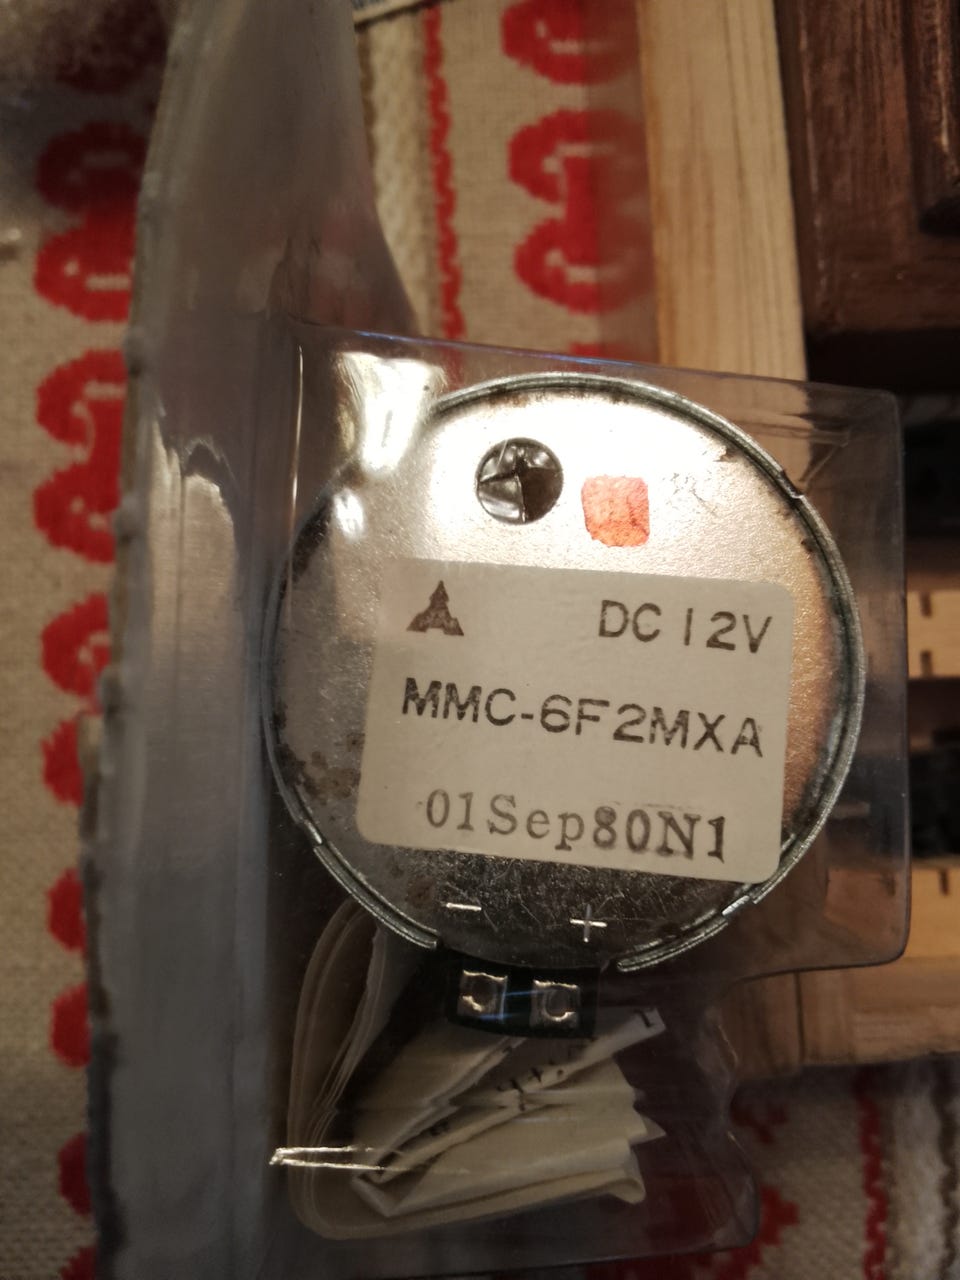 DC 12V
MMC-6F2MXA
01Sep80N1
- +